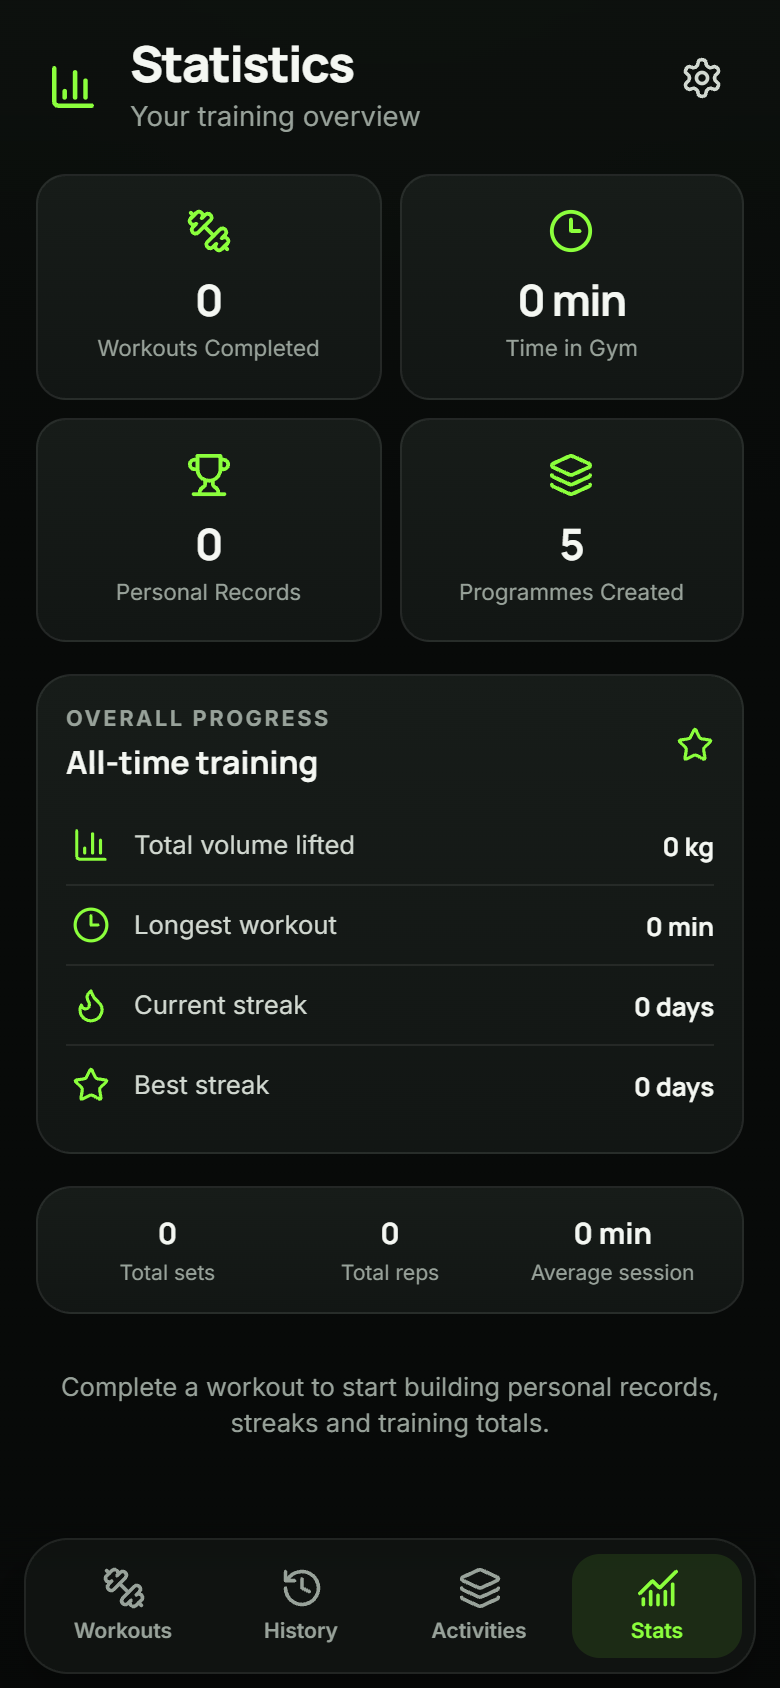 Statistics
Your training overview
0
Workouts Completed
0 min
Time in Gym
0
Personal Records
5
Programmes Created
OVERALL PROGRESS
All-time training
Total volume lifted
0 kg
Longest workout
0 min
Current streak
0 days
Best streak
0 days
0
Total sets
0
Total reps
0 min
Average session
Complete a workout to start building personal records,
streaks and training totals.
Workouts
History
Activities
Stats